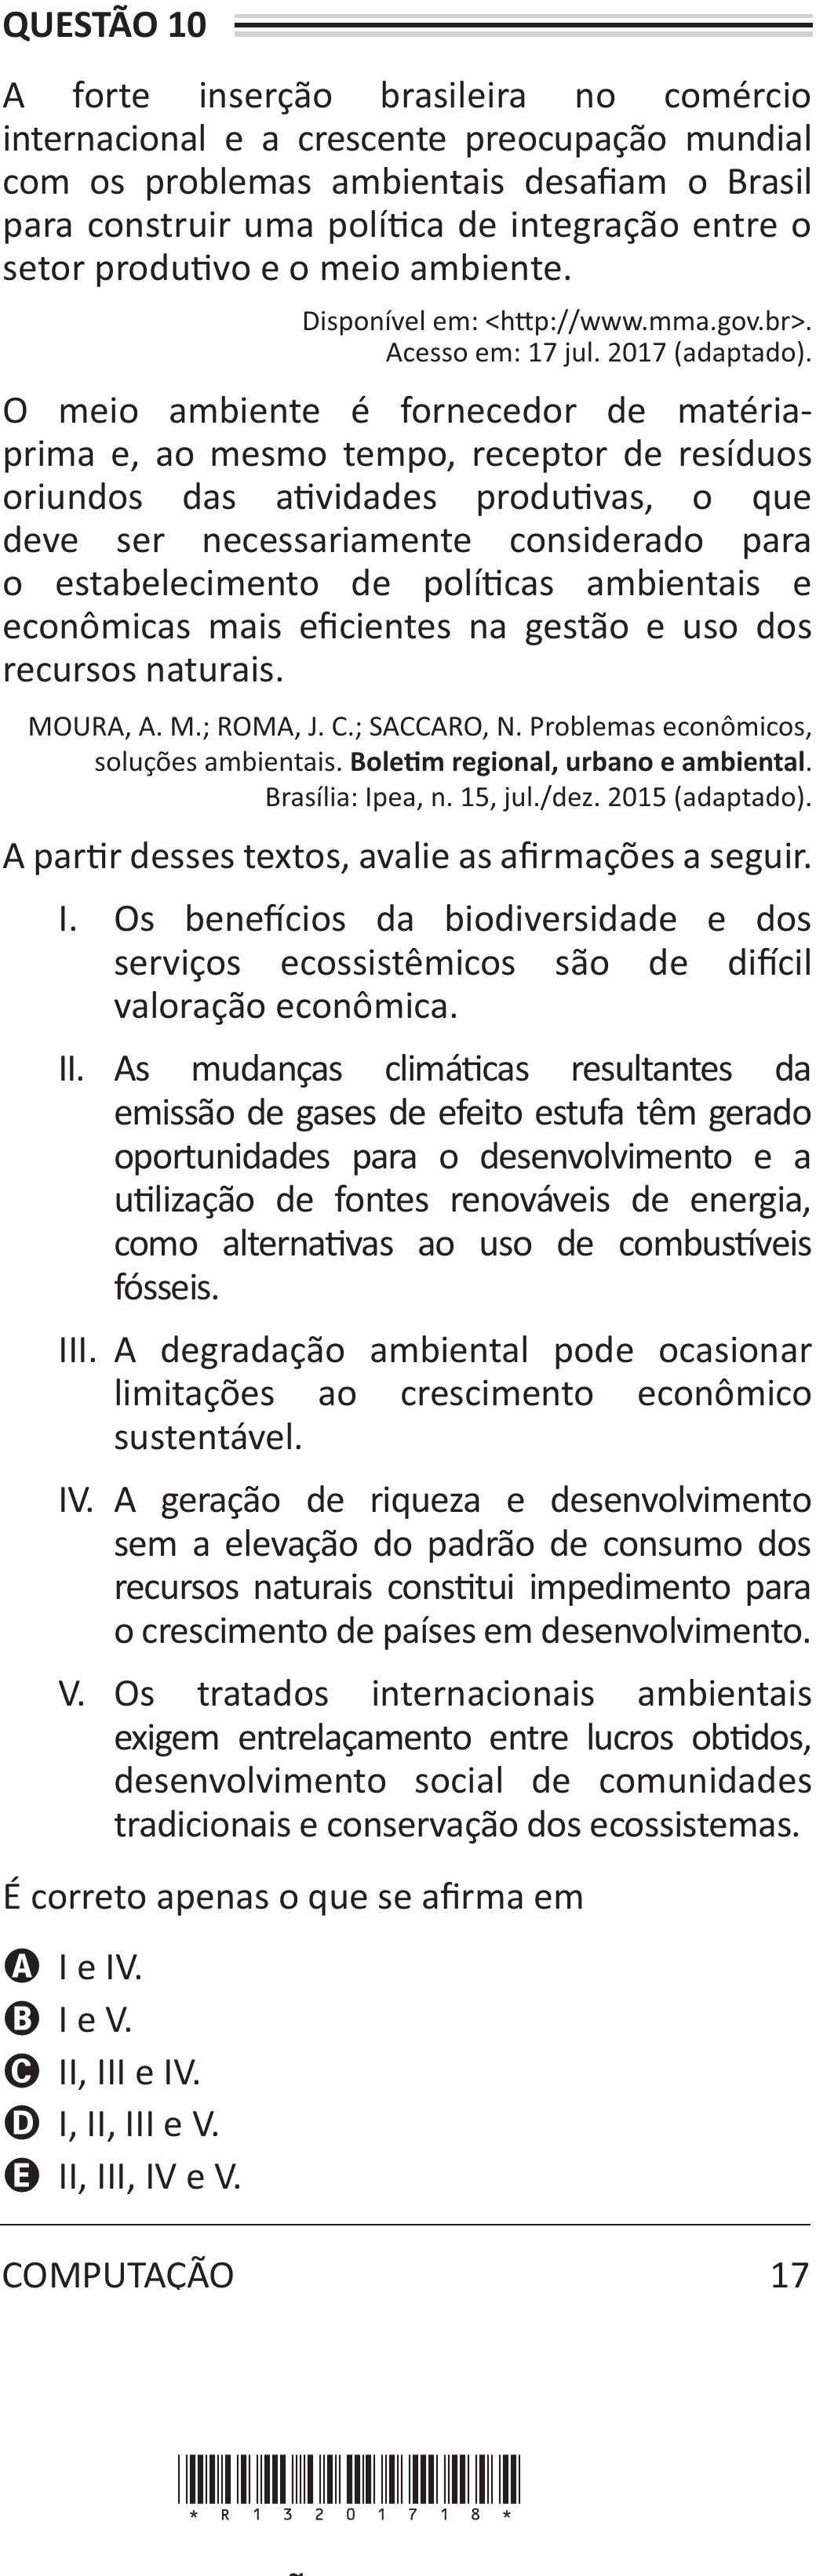 QUESTÃO 10
A forte inserção brasileira no comércio
internacional e a crescente preocupação mundial
com os problemas ambientais desafiam o Brasil
para construir uma política de integração entre o
setor produtivo e o meio ambiente.
Disponível em: <http://www.mma.gov.br>.
Acesso em: 17 jul. 2017 (adaptado).
O meio ambiente é fornecedor de matéria-
prima e, ao mesmo tempo, receptor de resíduos
oriundos das atividades produtivas, o que
deve ser necessariamente considerado para
o estabelecimento de políticas ambientais e
econômicas mais eficientes na gestão e uso dos
recursos naturais.
MOURA, A. M.; ROMA, J. C.; SACCARO, N. Problemas econômicos,
soluções ambientais. Boletim regional, urbano e ambiental.
Brasília: Ipea, n. 15, jul./dez. 2015 (adaptado).
A partir desses textos, avalie as afirmações a seguir.
I. Os benefícios da biodiversidade e dos
serviços ecossistêmicos são de difícil
valoração econômica.
II. As mudanças climáticas resultantes da
emissão de gases de efeito estufa têm gerado
oportunidades para o desenvolvimento e a
utilização de fontes renováveis de energia,
como alternativas ao uso de combustíveis
fósseis.
III. A degradação ambiental pode ocasionar
limitações ao crescimento econômico
sustentável.
IV. A geração de riqueza e desenvolvimento
sem a elevação do padrão de consumo dos
recursos naturais constitui impedimento para
o crescimento de países em desenvolvimento.
V. Os tratados internacionais ambientais
exigem entrelaçamento entre lucros obtidos,
desenvolvimento social de comunidades
tradicionais e conservação dos ecossistemas.
É correto apenas o que se afirma em
A I e IV.
B I e V.
C II, III e IV.
D I, II, III e V.
E II, III, IV e V.
COMPUTAÇÃO 17
* R 1 3 2 0 1 7 1 8 *